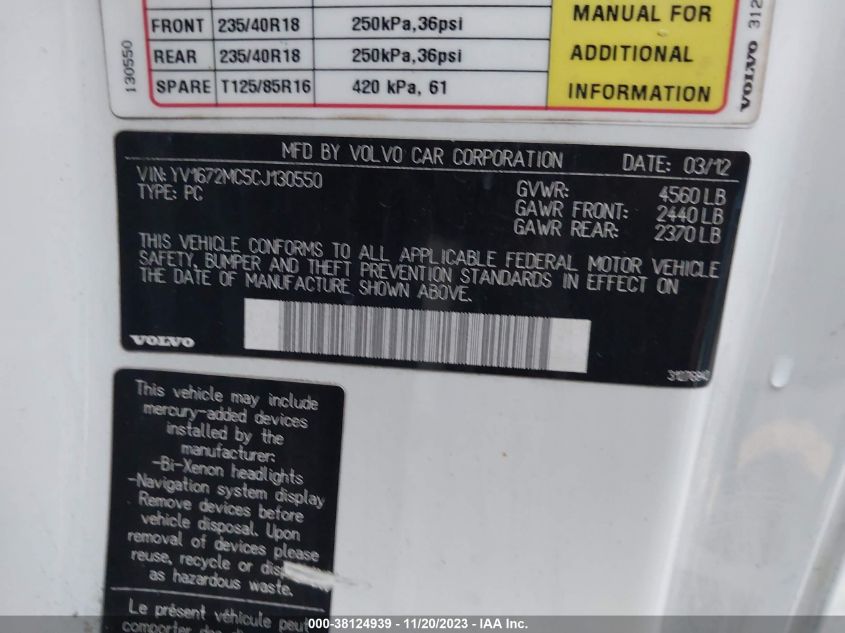 FRONT 235/40R18 250kPa,36psi
REAR 235/40R18 250kPa,36psi
SPARE T125/85R16 420 kPa, 61
MANUAL FOR
ADDITIONAL
INFORMATION
130550
VOLVO 312
MFD BY VOLVO CAR CORPORATION DATE: 03/12
VIN: YV1672MC5CJ130550
TYPE: PC
GVWR: 4560 LB
GAWR FRONT: 2440 LB
GAWR REAR: 2370 LB
THIS VEHICLE CONFORMS TO ALL APPLICABLE FEDERAL MOTOR VEHICLE
SAFETY, BUMPER AND THEFT PREVENTION STANDARDS IN EFFECT ON
THE DATE OF MANUFACTURE SHOWN ABOVE.
VOLVO
This vehicle may include
mercury-added devices
installed by the
manufacturer:
-Bi-Xenon headlights
-Navigation system display
Remove devices before
vehicle disposal. Upon
removal of devices please
reuse, recycle or
as hazardous waste.
Le présent véhicule peut
000-38124939 - 11/20/2023 - IAA Inc.